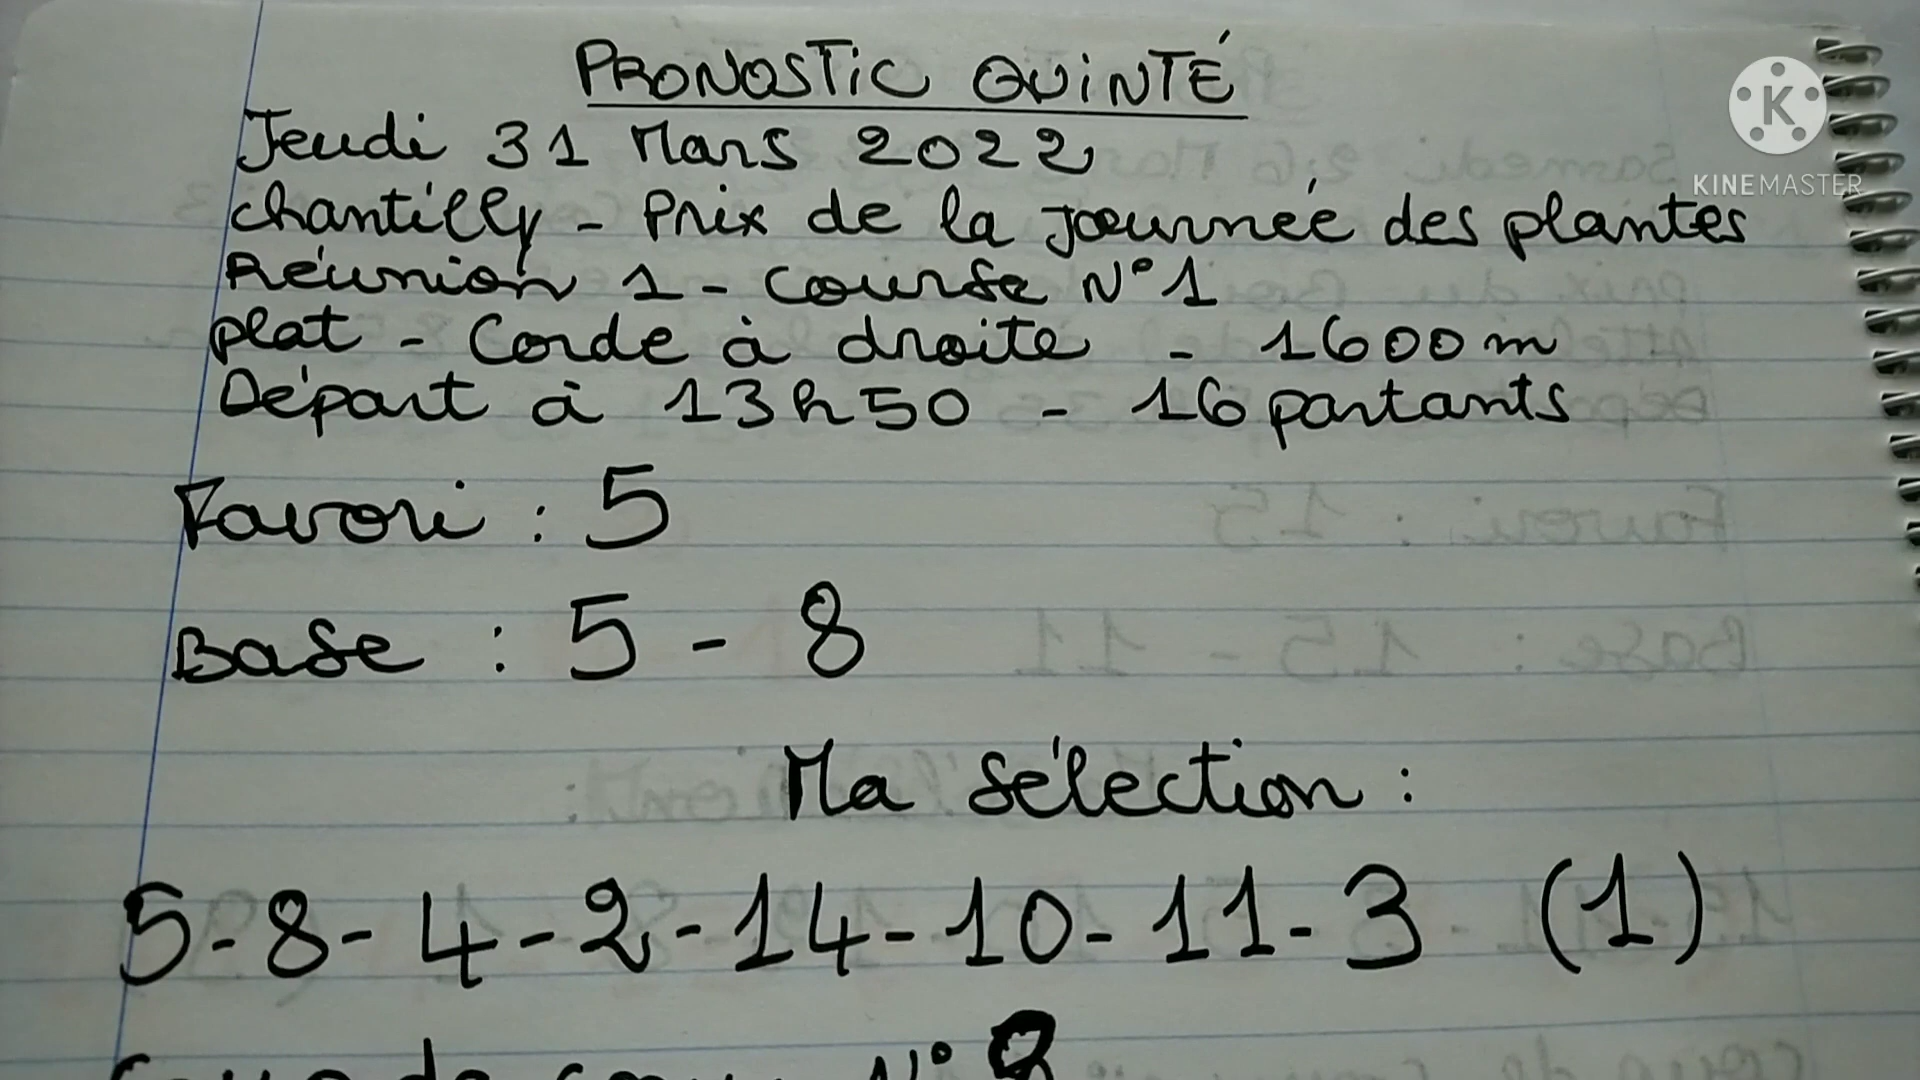 PRONOSTIC QUINTÉ
Jeudi 31 Mars 2022
Chantilly - Prix de la Journée des plantes
Réunion 1 - Course N°1
plat - Corde à droite - 1600m
Départ à 13h50 - 16 partants
Favori : 5
Base : 5 - 8
Ma sélection :
5-8-4-2-14-10-11-3 (1)
K
KINEMASTER